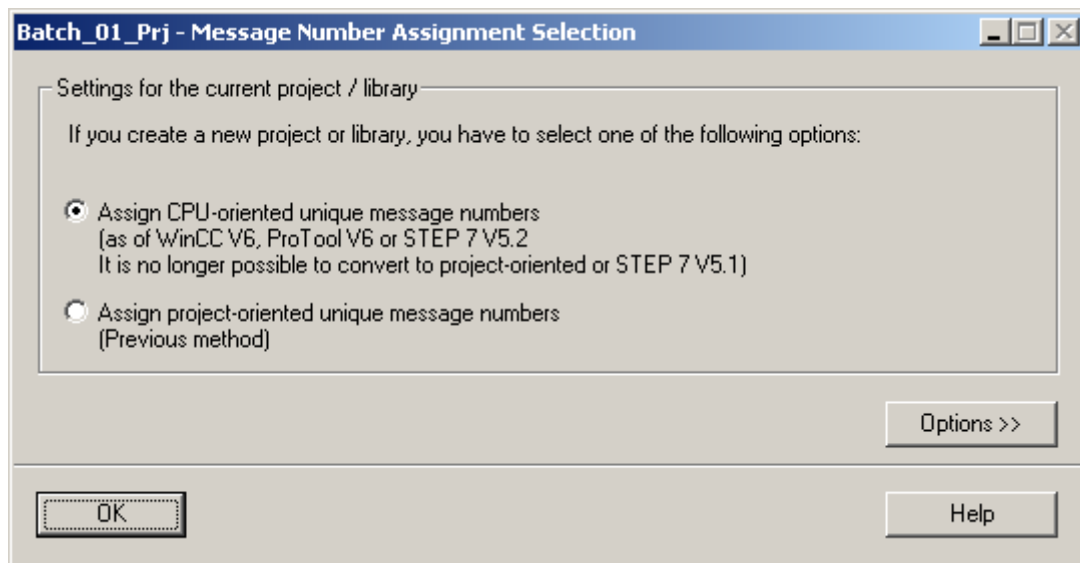 Batch_01_Prj - Message Number Assignment Selection
Settings for the current project / library
If you create a new project or library, you have to select one of the following options:
Assign CPU-oriented unique message numbers
(as of WinCC V6, ProTool V6 or STEP 7 V5.2
It is no longer possible to convert to project-oriented or STEP 7 V5.1)
Assign project-oriented unique message numbers
(Previous method)
Options >>
OK
Help